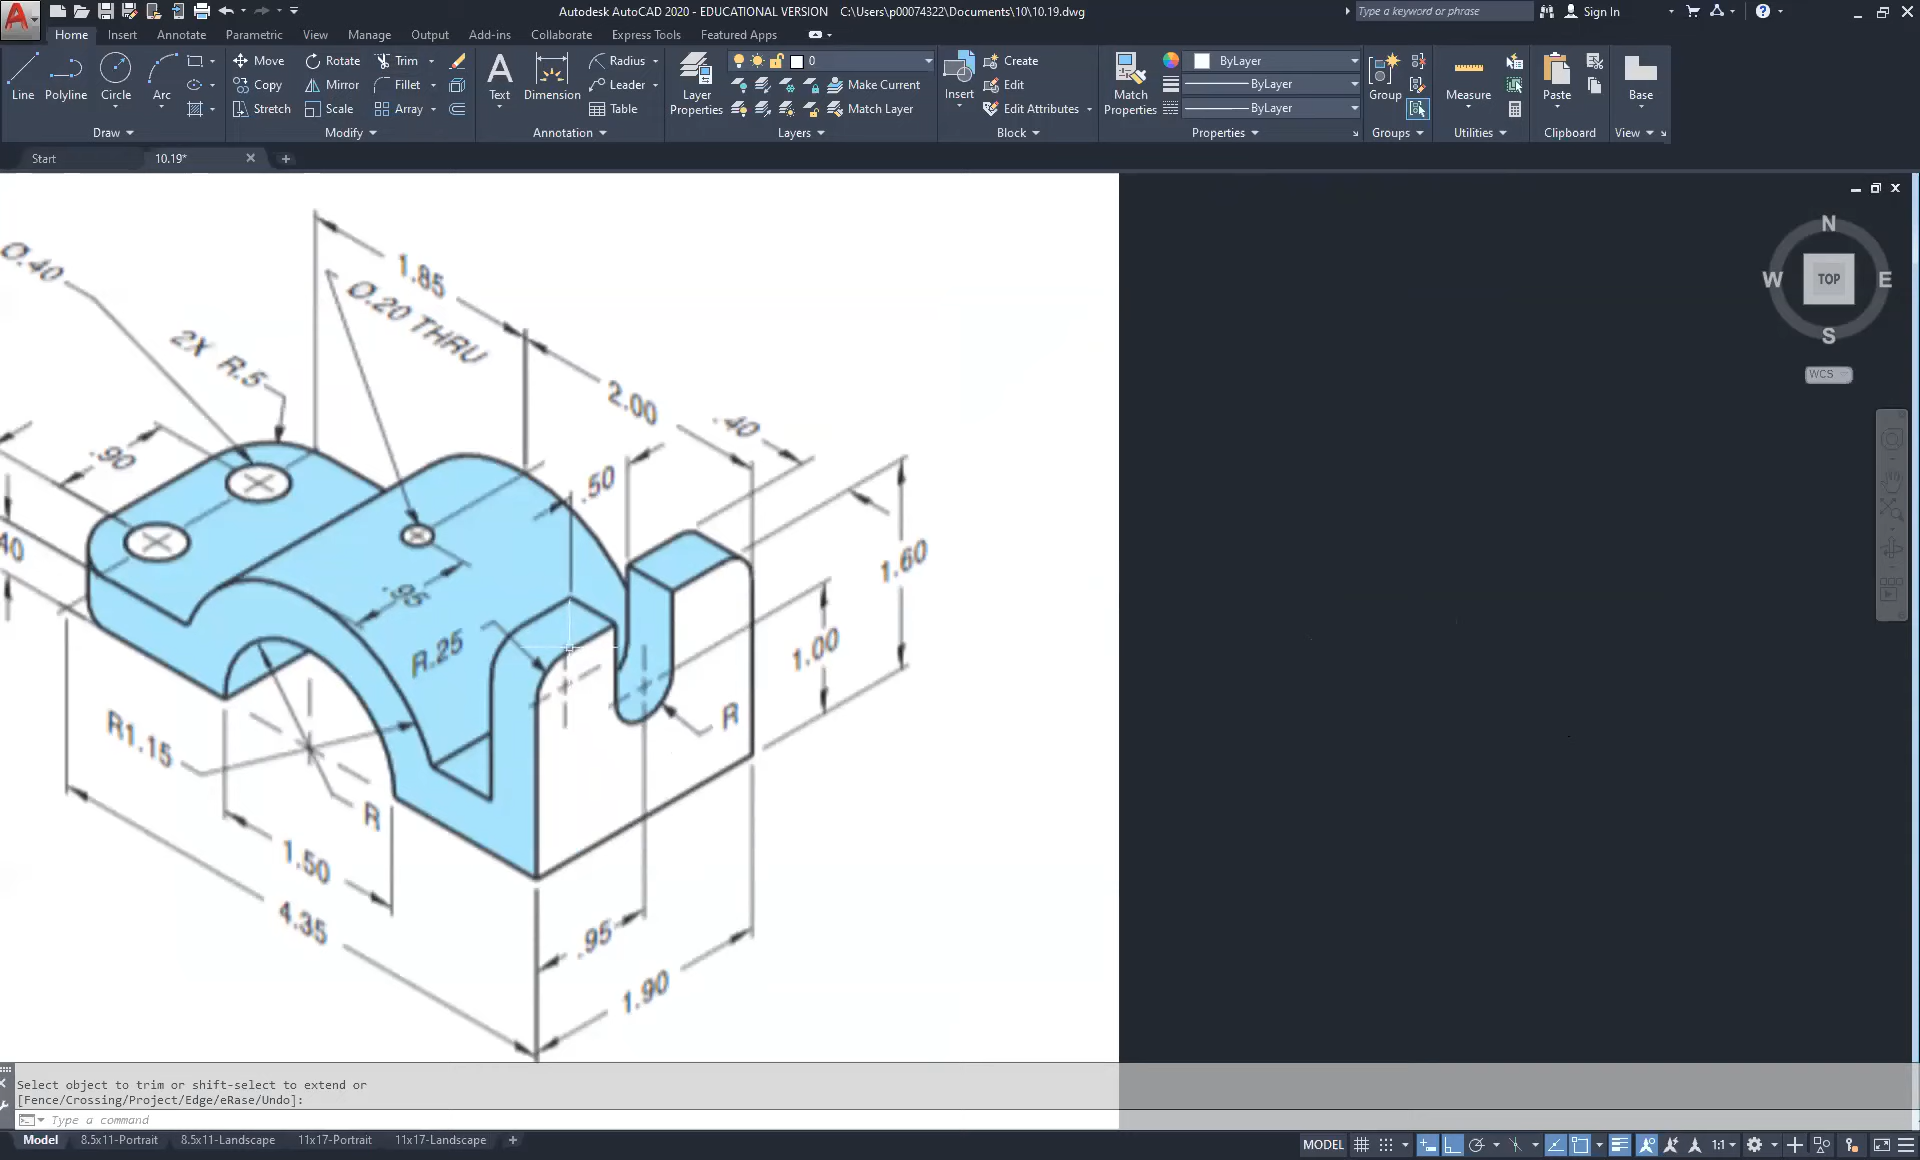 Autodesk AutoCAD 2020 - EDUCATIONAL VERSION C:\Users\p00074322\Documents\10\10.19.dwg
Type a keyword or phrase
Sign In
Home Insert Annotate Parametric View Manage Output Add-ins Collaborate Express Tools Featured Apps
Line Polyline Circle Arc
Draw
Move Rotate Trim
Copy Mirror Fillet
Stretch Scale Array
Modify
Text Dimension
Radius
Leader
Table
Annotation
Layer Properties
0
Make Current
Match Layer
Layers
Insert
Create
Edit
Edit Attributes
Block
Match Properties
ByLayer
ByLayer
ByLayer
Properties
Group
Groups
Measure
Utilities
Paste
Clipboard
Base
View
Start
10.19*
N
W
TOP
E
S
WCS
Ø.40
1.85
Ø.20 THRU
2X R.5
2.00
.40
.90
.50
40
1.60
.95
R.25
1.00
R1.15
R
R
1.50
4.35
.95
1.90
Select object to trim or shift-select to extend or
[Fence/Crossing/Project/Edge/eRase/Undo]:
Type a command
Model 8.5x11-Portrait 8.5x11-Landscape 11x17-Portrait 11x17-Landscape
MODEL
1:1